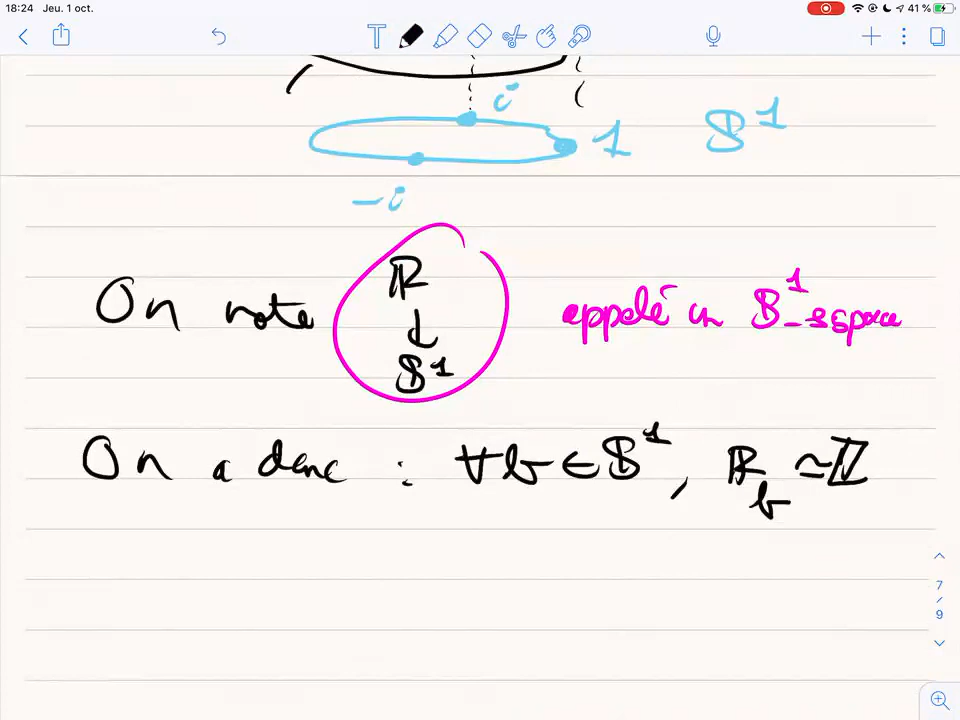 18:24 Jeu. 1 oct. 41 %
i
1 𝕊¹
-i
On note ℝ ↓ 𝕊¹ appelé un 𝕊¹-espace
On a donc : ∀b ∈ 𝕊¹, ℝ_b ≃ ℤ
7
/
9